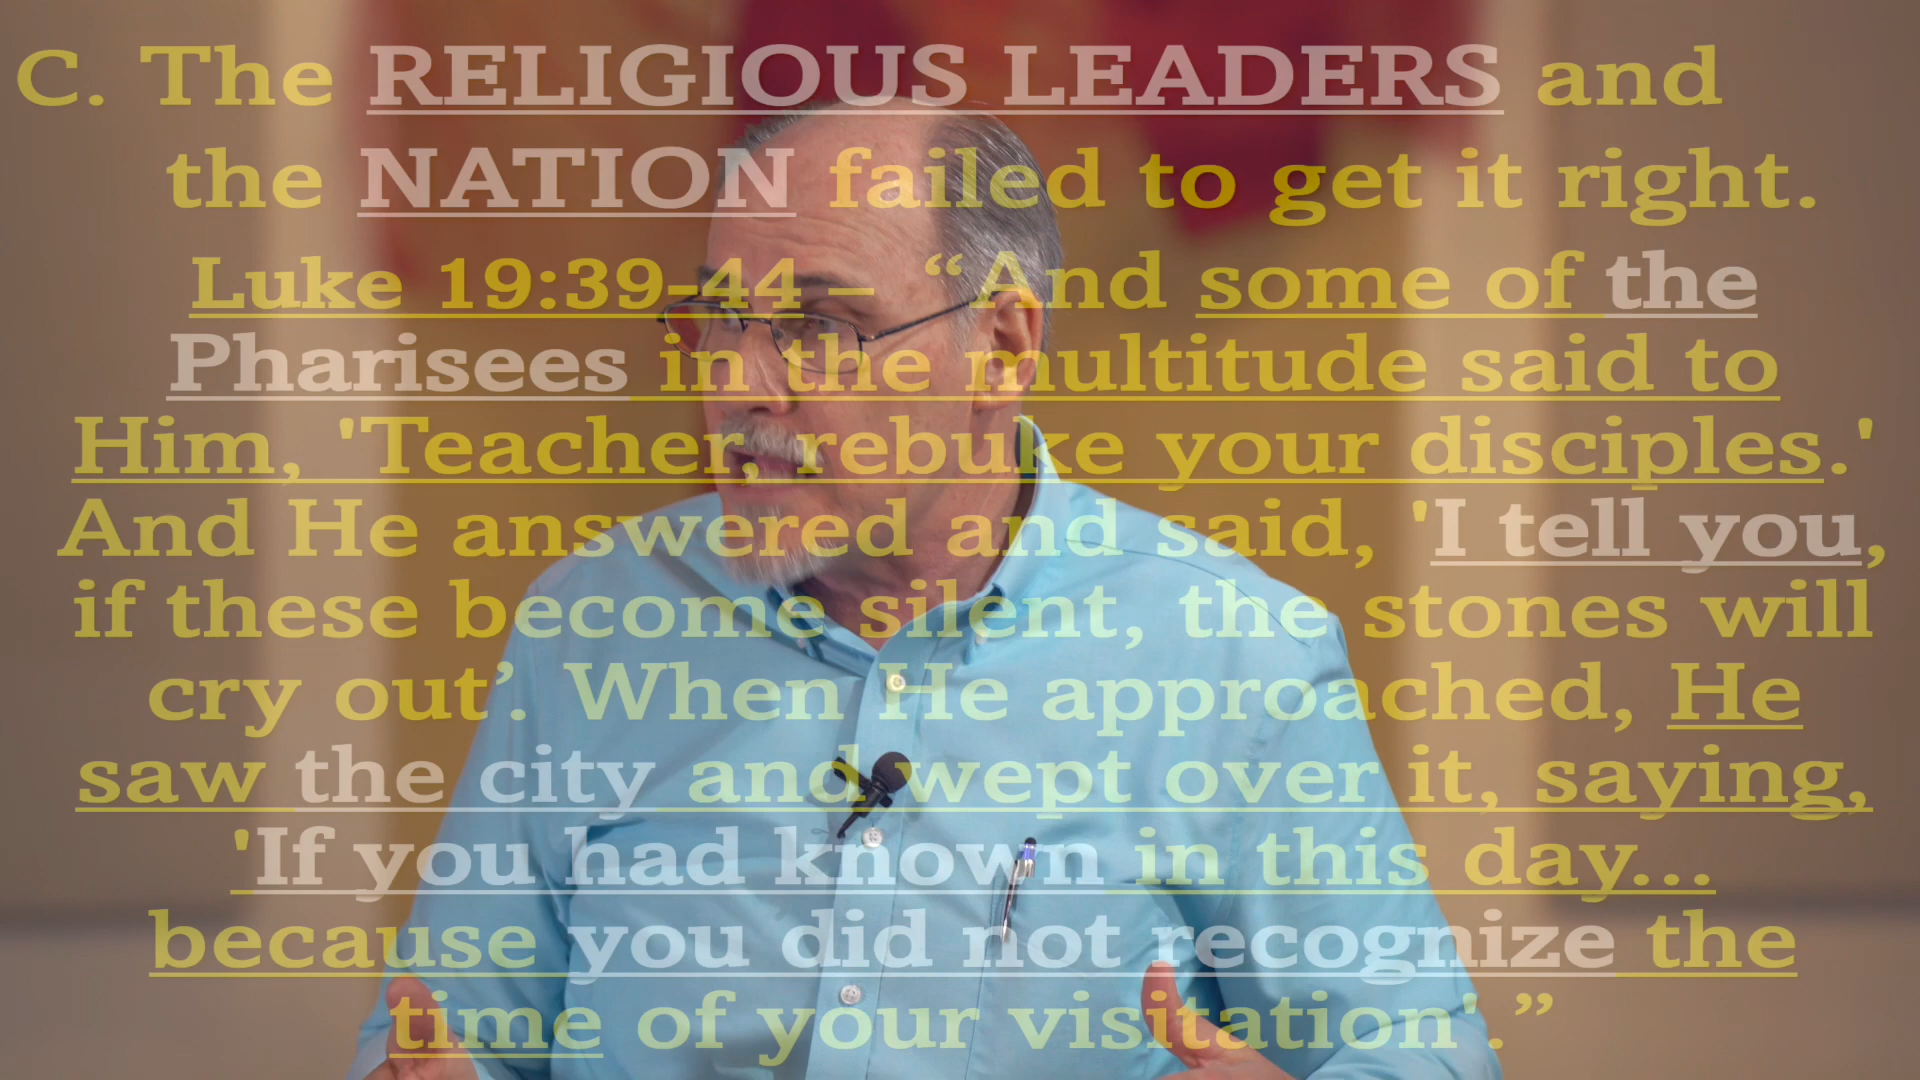 C. The RELIGIOUS LEADERS and
the NATION failed to get it right.
Luke 19:39-44 – “And some of the
Pharisees in the multitude said to
Him, 'Teacher, rebuke your disciples.'
And He answered and said, 'I tell you,
if these become silent, the stones will
cry out’. When He approached, He
saw the city and wept over it, saying,
'If you had known in this day...
because you did not recognize the
time of your visitation'.”